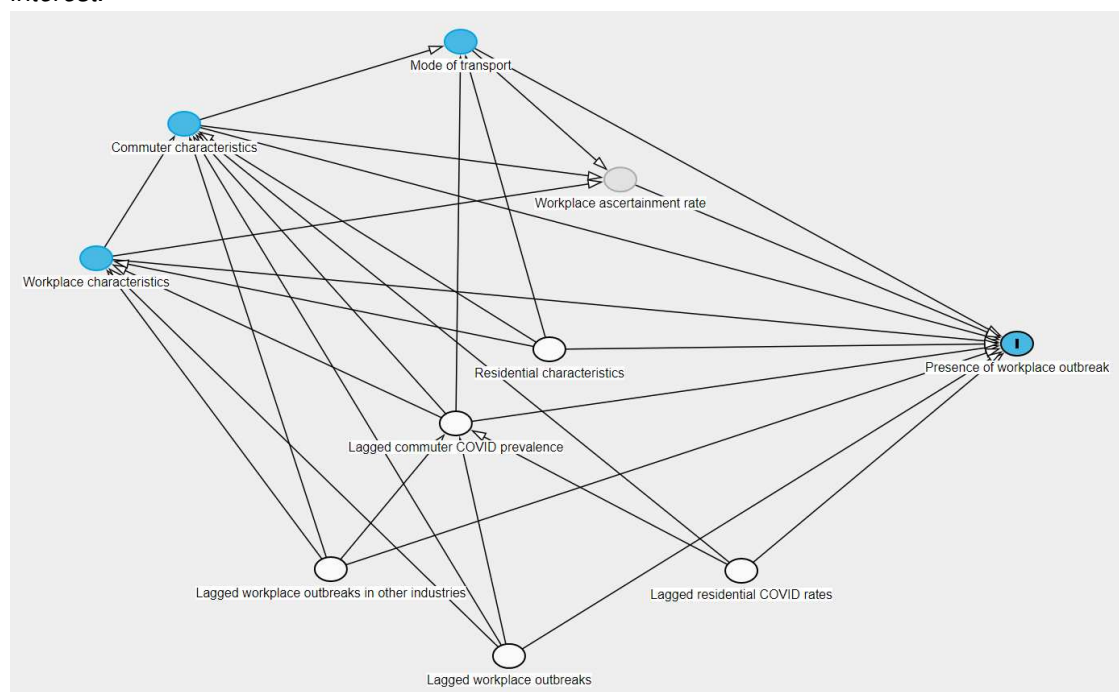 interest.
Mode of transport
Commuter characteristics
Workplace ascertainment rate
Workplace characteristics
Presence of workplace outbreak
Residential characteristics
Lagged commuter COVID prevalence
Lagged workplace outbreaks in other industries
Lagged residential COVID rates
Lagged workplace outbreaks